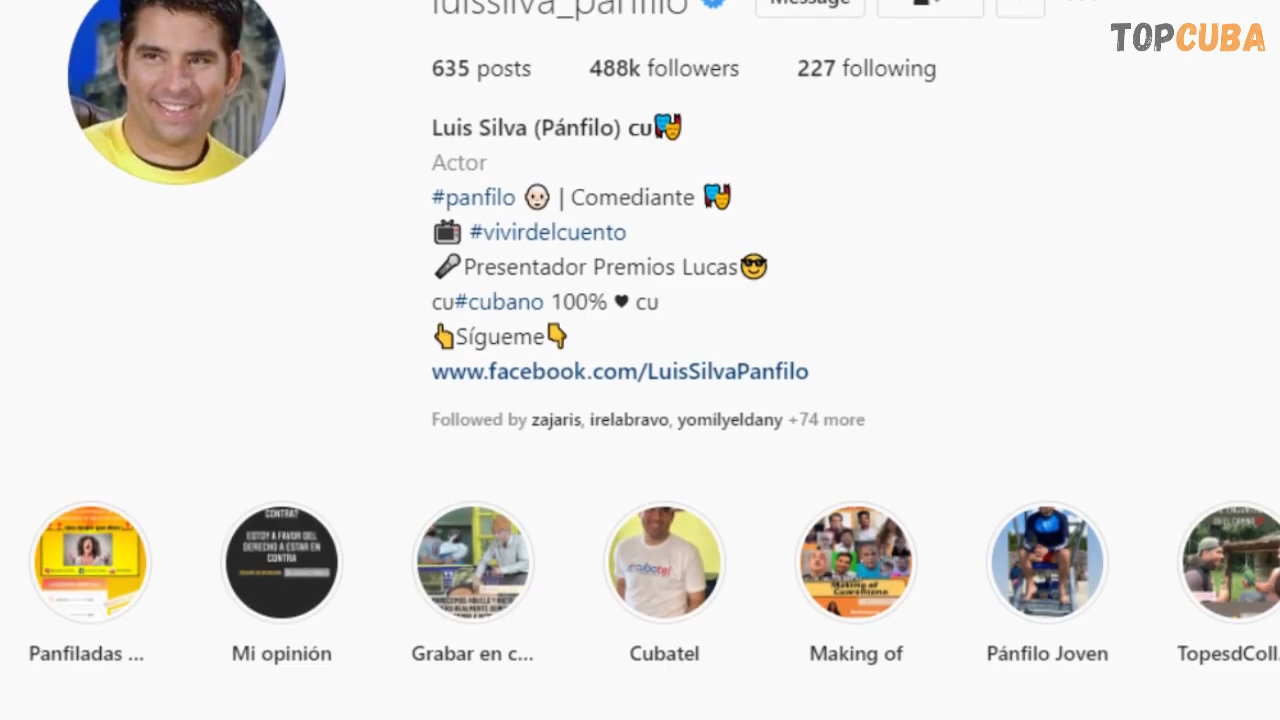 luissilva_panfilo
Message
TOPCUBA
635 posts
488k followers
227 following
Luis Silva (Pánfilo) cu🎭
Actor
#panfilo 👨🏻‍🦲 | Comediante 🎭
📺 #vivirdelcuento
🎤Presentador Premios Lucas😎
cu#cubano 100% ♥ cu
👆Sígueme👇
www.facebook.com/LuisSilvaPanfilo
Followed by zajaris, irelabravo, yomilyeldany +74 more
CONTRA!
ESTOY A FAVOR DEL
DERECHO A ESTAR EN
CONTRA
cubatel
Making of
Cuarentena
Panfiladas ...
Mi opinión
Grabar en c...
Cubatel
Making of
Pánfilo Joven
TopesdColl.